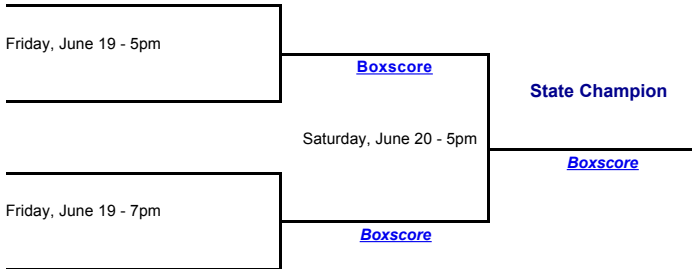 Friday, June 19 - 5pm
Boxscore
State Champion
Saturday, June 20 - 5pm
Boxscore
Friday, June 19 - 7pm
Boxscore